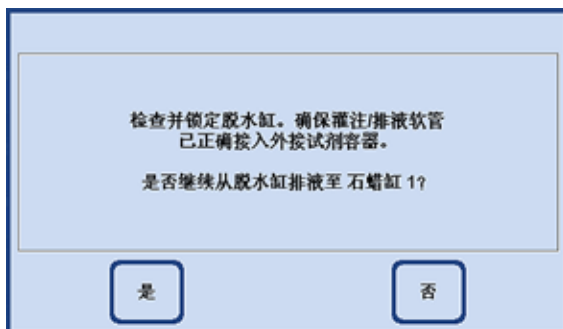 检查并锁定脱水缸。确保灌注/排液软管
已正确接入外接试剂容器。
是否继续从脱水缸排液至 石蜡缸 1?
是
否